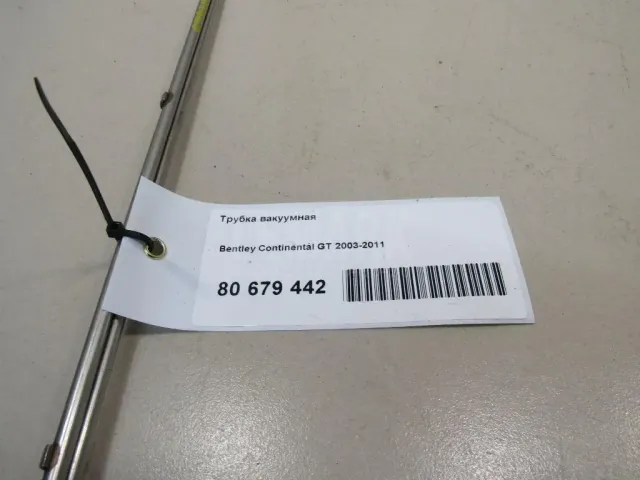 Трубка вакуумная
Bentley Continental GT 2003-2011
80 679 442